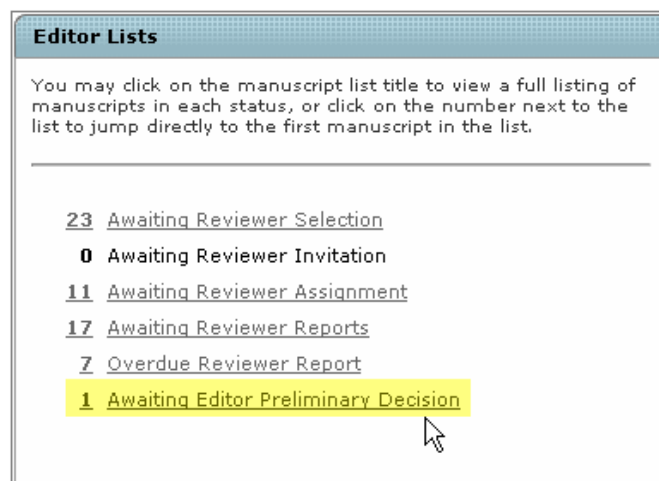 Editor Lists
You may click on the manuscript list title to view a full listing of
manuscripts in each status, or click on the number next to the
list to jump directly to the first manuscript in the list.
23 Awaiting Reviewer Selection
0 Awaiting Reviewer Invitation
11 Awaiting Reviewer Assignment
17 Awaiting Reviewer Reports
7 Overdue Reviewer Report
1 Awaiting Editor Preliminary Decision